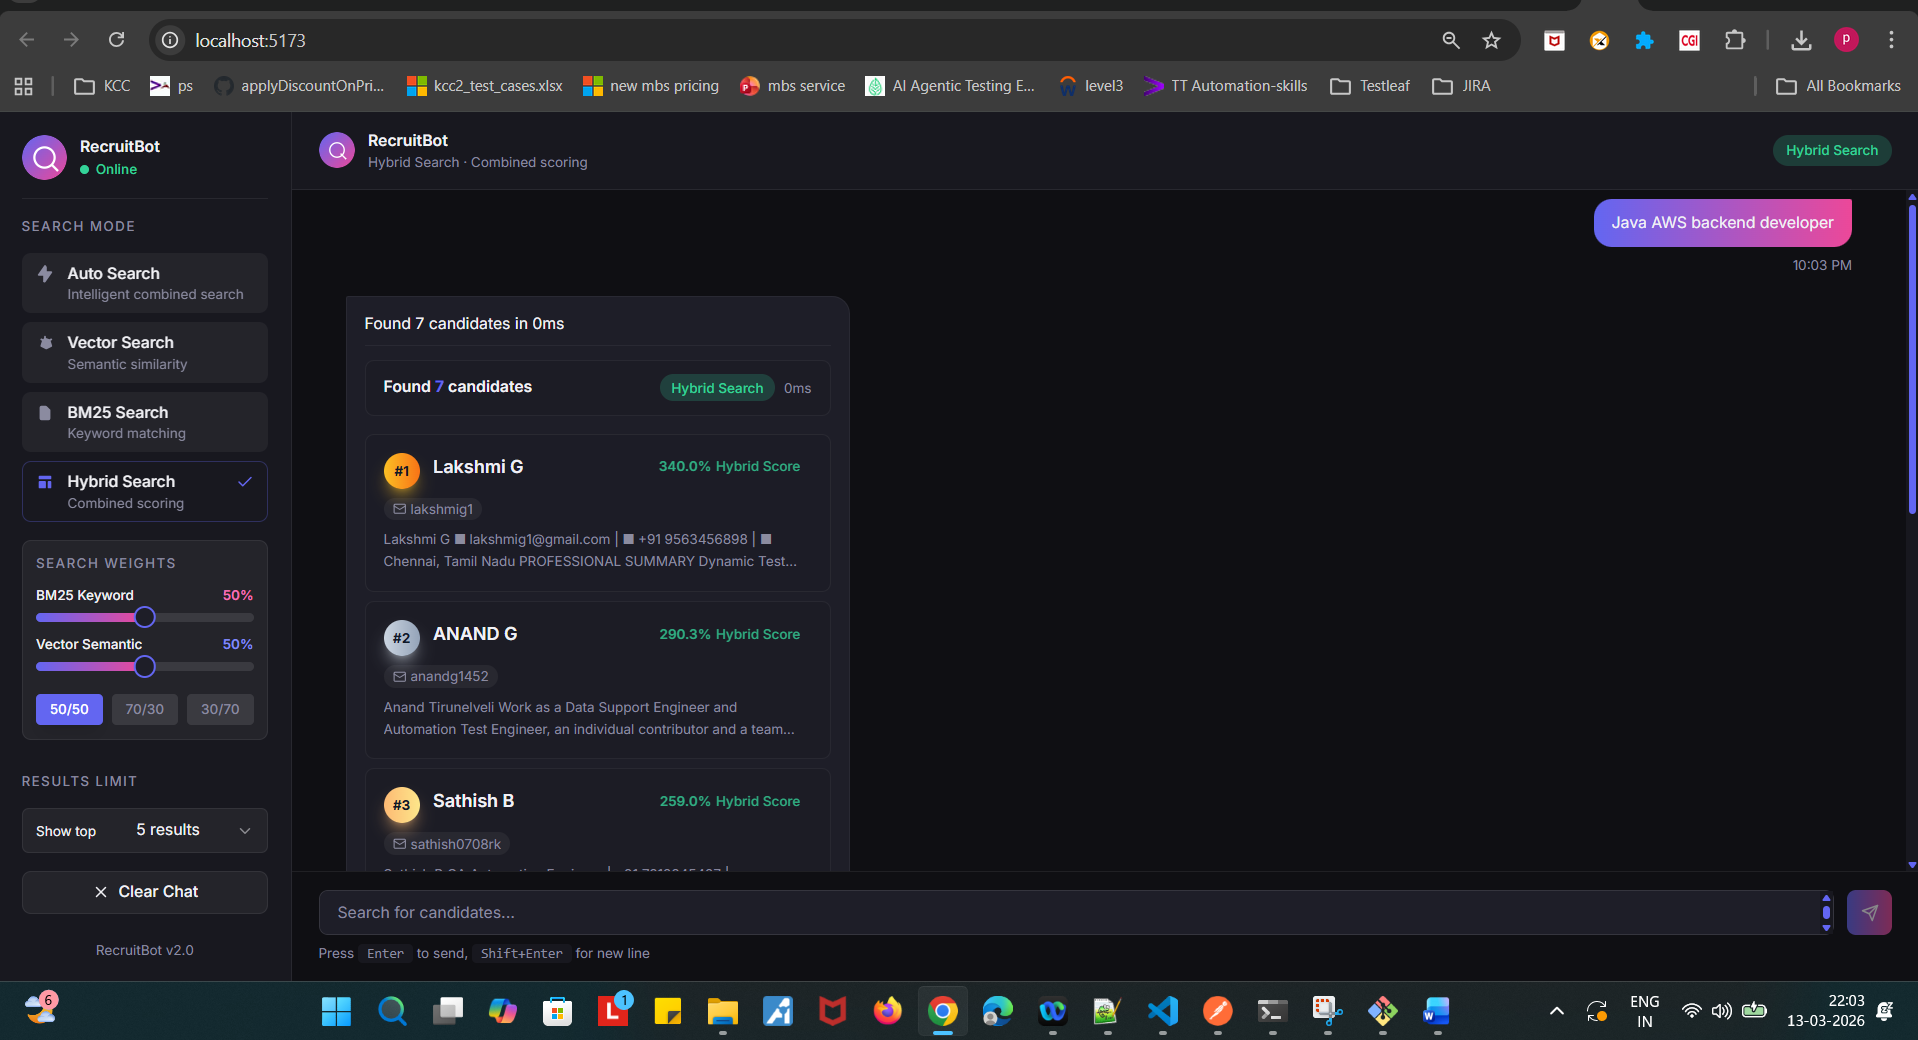 localhost:5173
KCC
ps
applyDiscountOnPri...
kcc2_test_cases.xlsx
new mbs pricing
mbs service
AI Agentic Testing E...
level3
TT Automation-skills
Testleaf
JIRA
All Bookmarks
CGI
P
RecruitBot
Online
SEARCH MODE
Auto Search
Intelligent combined search
Vector Search
Semantic similarity
BM25 Search
Keyword matching
Hybrid Search
Combined scoring
SEARCH WEIGHTS
BM25 Keyword 50%
Vector Semantic 50%
50/50 70/30 30/70
RESULTS LIMIT
Show top 5 results
Clear Chat
RecruitBot v2.0
RecruitBot
Hybrid Search · Combined scoring
Hybrid Search
Java AWS backend developer
10:03 PM
Found 7 candidates in 0ms
Found 7 candidates Hybrid Search 0ms
#1 Lakshmi G 340.0% Hybrid Score
lakshmig1
Lakshmi G ■ lakshmig1@gmail.com | ■ +91 9563456898 | ■
Chennai, Tamil Nadu PROFESSIONAL SUMMARY Dynamic Test...
#2 ANAND G 290.3% Hybrid Score
anandg1452
Anand Tirunelveli Work as a Data Support Engineer and
Automation Test Engineer, an individual contributor and a team...
#3 Sathish B 259.0% Hybrid Score
sathish0708rk
Search for candidates...
Press Enter to send, Shift+Enter for new line
6
L 1
W
ENG
IN
22:03
13-03-2026